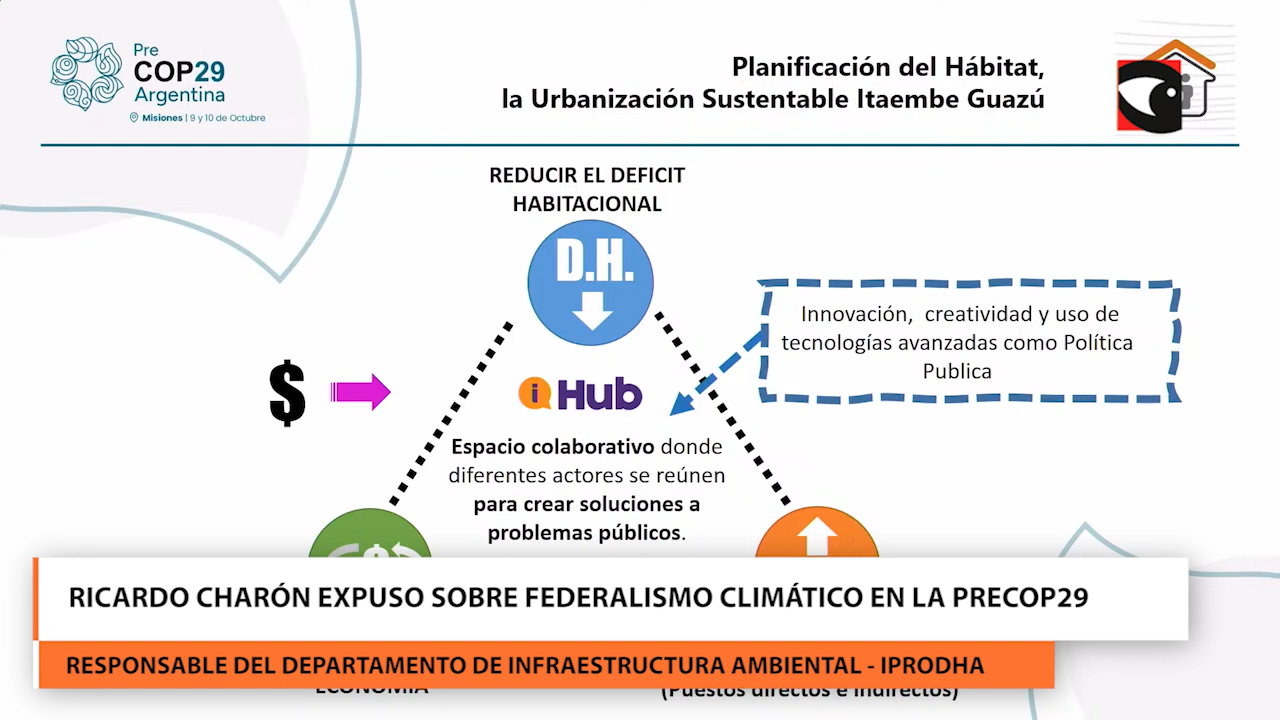 Pre
COP29
Argentina
Misiones | 9 y 10 de Octubre
Planificación del Hábitat,
la Urbanización Sustentable Itaembe Guazú
REDUCIR EL DEFICIT
HABITACIONAL
D.H.
Innovación, creatividad y uso de
tecnologías avanzadas como Política
Publica
$
i Hub
Espacio colaborativo donde
diferentes actores se reúnen
para crear soluciones a
problemas públicos.
RICARDO CHARÓN EXPUSO SOBRE FEDERALISMO CLIMÁTICO EN LA PRECOP29
RESPONSABLE DEL DEPARTAMENTO DE INFRAESTRUCTURA AMBIENTAL - IPRODHA
ECONOMIA
(Puestos directos e indirectos)